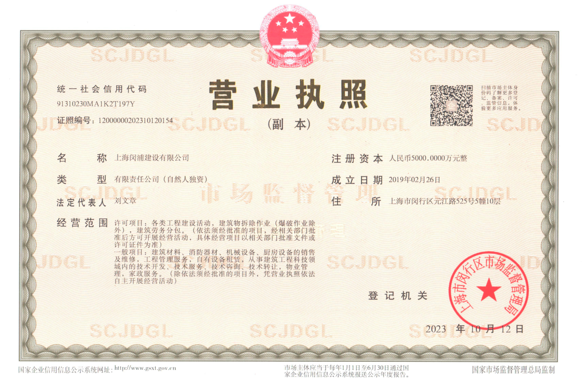 统一社会信用代码
91310230MA1K2T197Y
证照编号：12000000202310120154
营业执照
（副本）
扫描市场主体身
份码了解更多登
记、备案、许可
、监管信息，体
验更多应用服务。
名称 上海闵浦建设有限公司
类型 有限责任公司（自然人独资）
法定代表人 刘文章
经营范围 许可项目：各类工程建设活动，建筑物拆除作业（爆破作业除
外），建筑劳务分包。（依法须经批准的项目，经相关部门批
准后方可开展经营活动，具体经营项目以相关部门批准文件或
许可证件为准）
一般项目：建筑材料、消防器材、机械设备、厨房设备的销售
及维修，工程管理服务，自有设备租赁，从事建筑工程科技领
域内的技术开发、技术服务、技术咨询、技术转让，物业管
理，家政服务。（除依法须经批准的项目外，凭营业执照依法
自主开展经营活动）
注册资本 人民币5000.0000万元整
成立日期 2019年02月26日
住所 上海市闵行区元江路525号5幢10层
登记机关
上海市闵行区市场监督管理局
2023 年 10 月 12 日
国家企业信用信息公示系统网址：http://www.gsxt.gov.cn
市场主体应当于每年1月1日至6月30日通过国
家企业信用信息公示系统报送公示年度报告。
国家市场监督管理总局监制
SCJDGL
市场监督管理